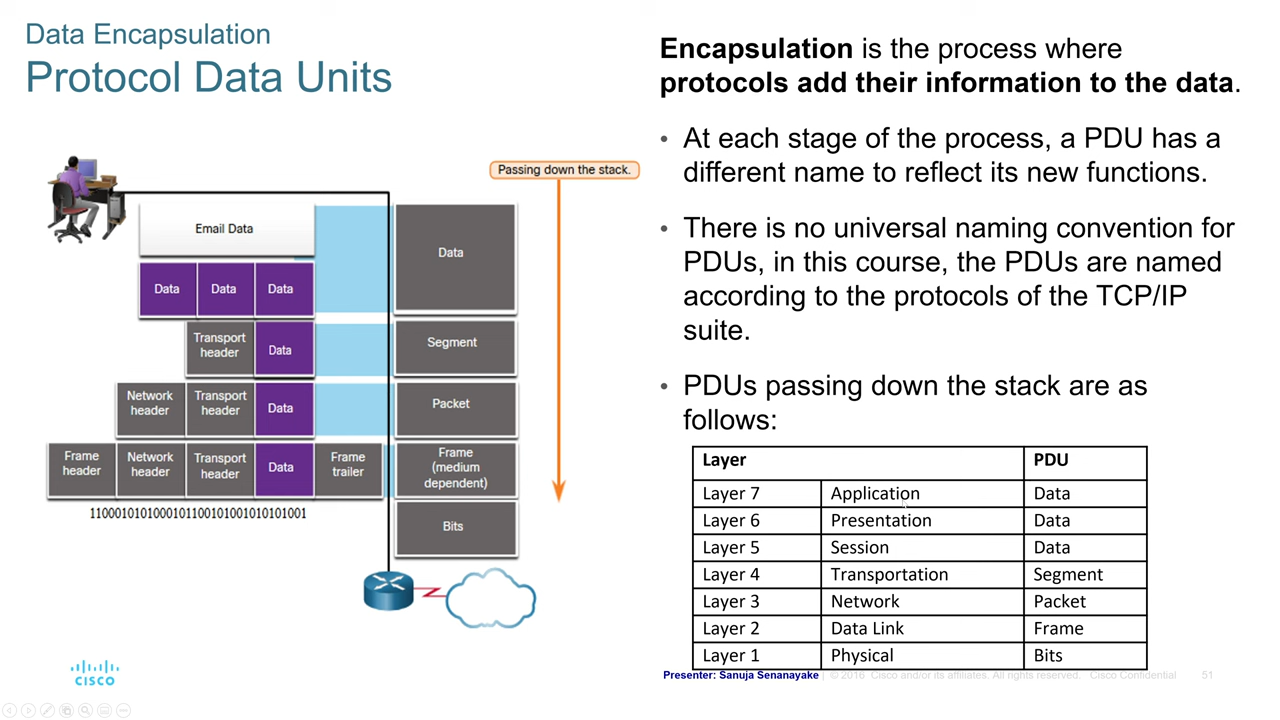 Data Encapsulation
Protocol Data Units
Passing down the stack.
Email Data
Data
Data
Data
Data
Transport
header
Data
Segment
Network
header
Transport
header
Data
Packet
Frame
header
Network
header
Transport
header
Data
Frame
trailer
Frame
(medium
dependent)
1100010101000101100101001010101001
Bits
CISCO
Encapsulation is the process where
protocols add their information to the data.
• At each stage of the process, a PDU has a
different name to reflect its new functions.
• There is no universal naming convention for
PDUs, in this course, the PDUs are named
according to the protocols of the TCP/IP
suite.
• PDUs passing down the stack are as
follows:
Layer PDU
Layer 7 Application Data
Layer 6 Presentation Data
Layer 5 Session Data
Layer 4 Transportation Segment
Layer 3 Network Packet
Layer 2 Data Link Frame
Layer 1 Physical Bits
Presenter: Sanuja Senanayake | © 2016 Cisco and/or its affiliates. All rights reserved. Cisco Confidential 51